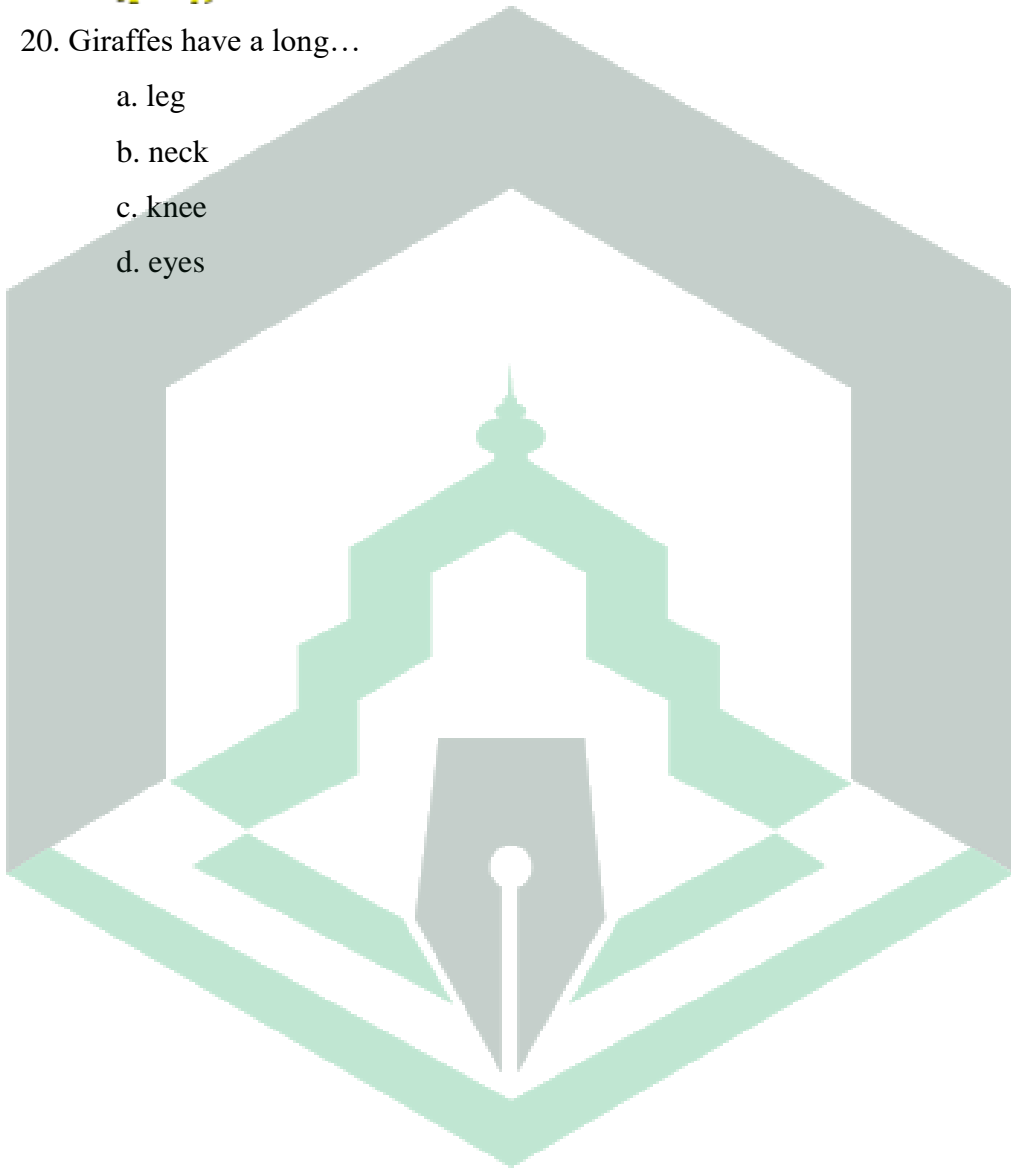 20. Giraffes have a long…
a. leg
b. neck
c. knee
d. eyes